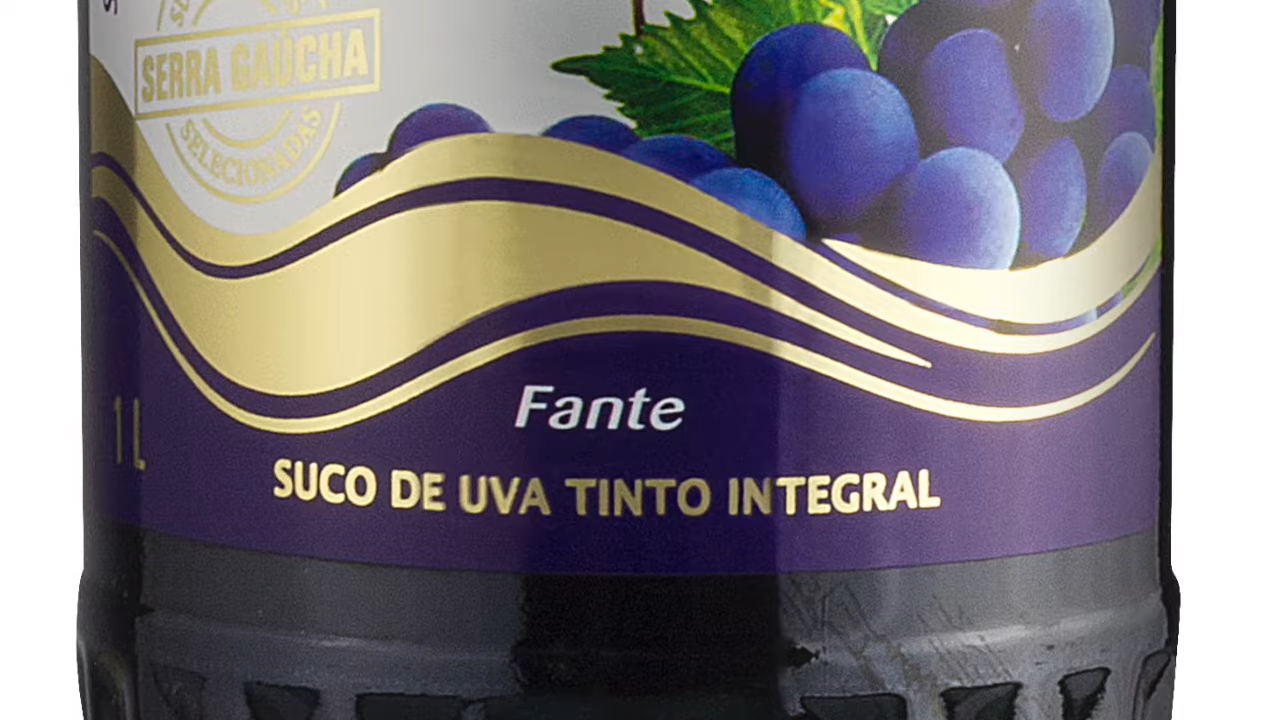 SERRA GAÚCHA
SELECIONADAS
1 L
Fante
SUCO DE UVA TINTO INTEGRAL